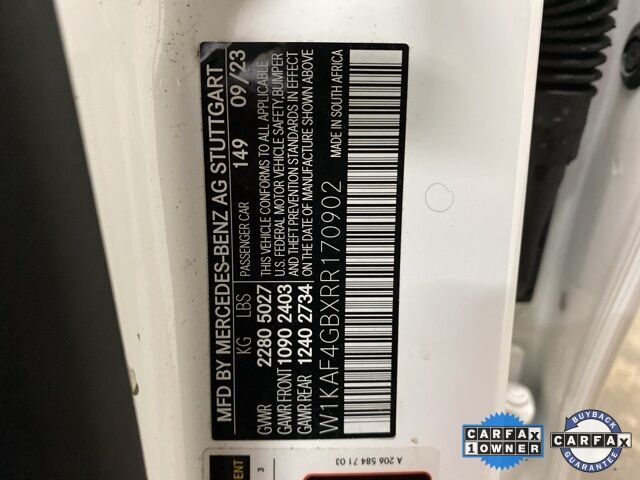 MFD BY MERCEDES-BENZ AG STUTTGART
KG LBS PASSENGER CAR 149 09/23
GVWR 2280 5027
GAWR FRONT 1090 2403
GAWR REAR 1240 2734
THIS VEHICLE CONFORMS TO ALL APPLICABLE
U.S. FEDERAL MOTOR VEHICLE SAFETY, BUMPER
AND THEFT PREVENTION STANDARDS IN EFFECT
ON THE DATE OF MANUFACTURE SHOWN ABOVE
W1KAF4GBXRR170902 MADE IN SOUTH AFRICA
A 206 584 71 03
3
CARFAX
1 OWNER
BUYBACK
CARFAX
GUARANTEE